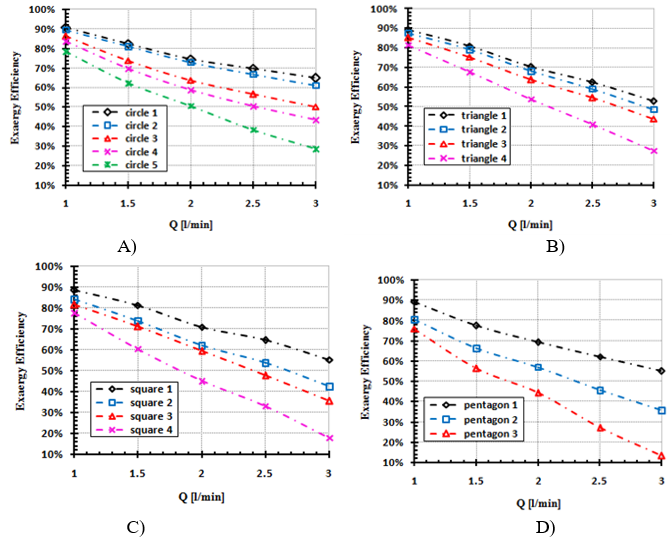 100%
90%
80%
70%
60%
50%
40%
30%
20%
10%
Exaergy Efficiency
circle 1
circle 2
circle 3
circle 4
circle 5
1 1.5 2 2.5 3
Q [l/min]
A)
100%
90%
80%
70%
60%
50%
40%
30%
20%
10%
Exaergy Efficiency
triangle 1
triangle 2
triangle 3
triangle 4
1 1.5 2 2.5 3
Q [l/min]
B)
100%
90%
80%
70%
60%
50%
40%
30%
20%
10%
Exaergy Efficiency
square 1
square 2
square 3
square 4
1 1.5 2 2.5 3
Q [l/min]
C)
100%
90%
80%
70%
60%
50%
40%
30%
20%
10%
Exaergy Efficiency
pentagon 1
pentagon 2
pentagon 3
1 1.5 2 2.5 3
Q [l/min]
D)